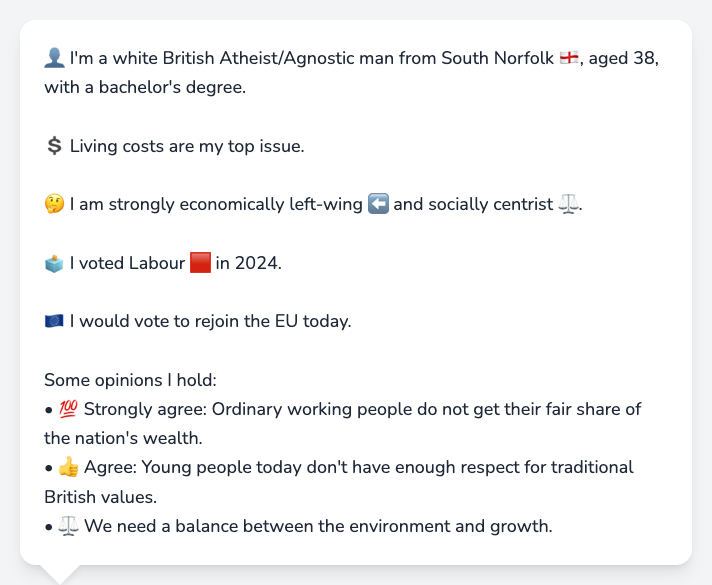 👤 I'm a white British Atheist/Agnostic man from South Norfolk 🏴󠁧󠁢󠁥󠁮󠁧󠁿, aged 38,
with a bachelor's degree.
💲 Living costs are my top issue.
🤔 I am strongly economically left-wing ⬅️ and socially centrist ⚖️.
🗳️ I voted Labour 🟥 in 2024.
🇪🇺 I would vote to rejoin the EU today.
Some opinions I hold:
• 💯 Strongly agree: Ordinary working people do not get their fair share of
the nation's wealth.
• 👍 Agree: Young people today don't have enough respect for traditional
British values.
• ⚖️ We need a balance between the environment and growth.